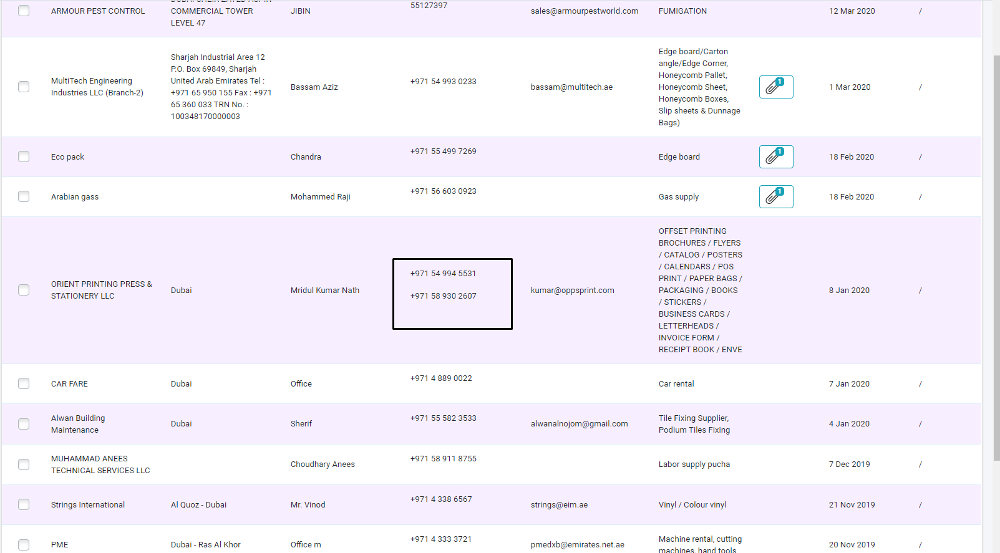 ARMOUR PEST CONTROL
COMMERCIAL TOWER
LEVEL 47
JIBIN
55127397
sales@armourpestworld.com
FUMIGATION
12 Mar 2020
/
MultiTech Engineering
Industries LLC (Branch-2)
Sharjah Industrial Area 12
P.O. Box 69849, Sharjah
United Arab Emirates Tel :
+971 65 950 155 Fax : +971
65 360 033 TRN No. :
100348170000003
Bassam Aziz
+971 54 993 0233
bassam@multitech.ae
Edge board/Carton
angle/Edge Corner,
Honeycomb Pallet,
Honeycomb Sheet,
Honeycomb Boxes,
Slip sheets & Dunnage
Bags)
1
1 Mar 2020
/
Eco pack
Chandra
+971 55 499 7269
Edge board
1
18 Feb 2020
/
Arabian gass
Mohammed Raji
+971 56 603 0923
Gas supply
1
18 Feb 2020
/
ORIENT PRINTING PRESS &
STATIONERY LLC
Dubai
Mridul Kumar Nath
+971 54 994 5531
+971 58 930 2607
kumar@oppsprint.com
OFFSET PRINTING
BROCHURES / FLYERS
/ CATALOG / POSTERS
/ CALENDARS / POS
PRINT / PAPER BAGS /
PACKAGING / BOOKS
/ STICKERS /
BUSINESS CARDS /
LETTERHEADS /
INVOICE FORM /
RECEIPT BOOK / ENVE
8 Jan 2020
/
CAR FARE
Dubai
Office
+971 4 889 0022
Car rental
7 Jan 2020
/
Alwan Building
Maintenance
Dubai
Sherif
+971 55 582 3533
alwanalnojom@gmail.com
Tile Fixing Supplier,
Podium Tiles Fixing
4 Jan 2020
/
MUHAMMAD ANEES
TECHNICAL SERVICES LLC
Choudhary Anees
+971 58 911 8755
Labor supply pucha
7 Dec 2019
/
Strings International
Al Quoz - Dubai
Mr. Vinod
+971 4 338 6567
strings@eim.ae
Vinyl / Colour vinyl
21 Nov 2019
/
PME
Dubai - Ras Al Khor
Office m
+971 4 333 3721
pmedxb@emirates.net.ae
Machine rental, cutting
machines, hand tools
20 Nov 2019
/